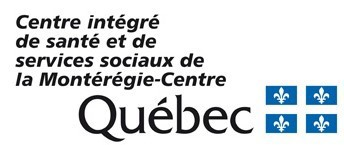 Centre intégré
de santé et de
services sociaux de
la Montérégie-Centre
Québec